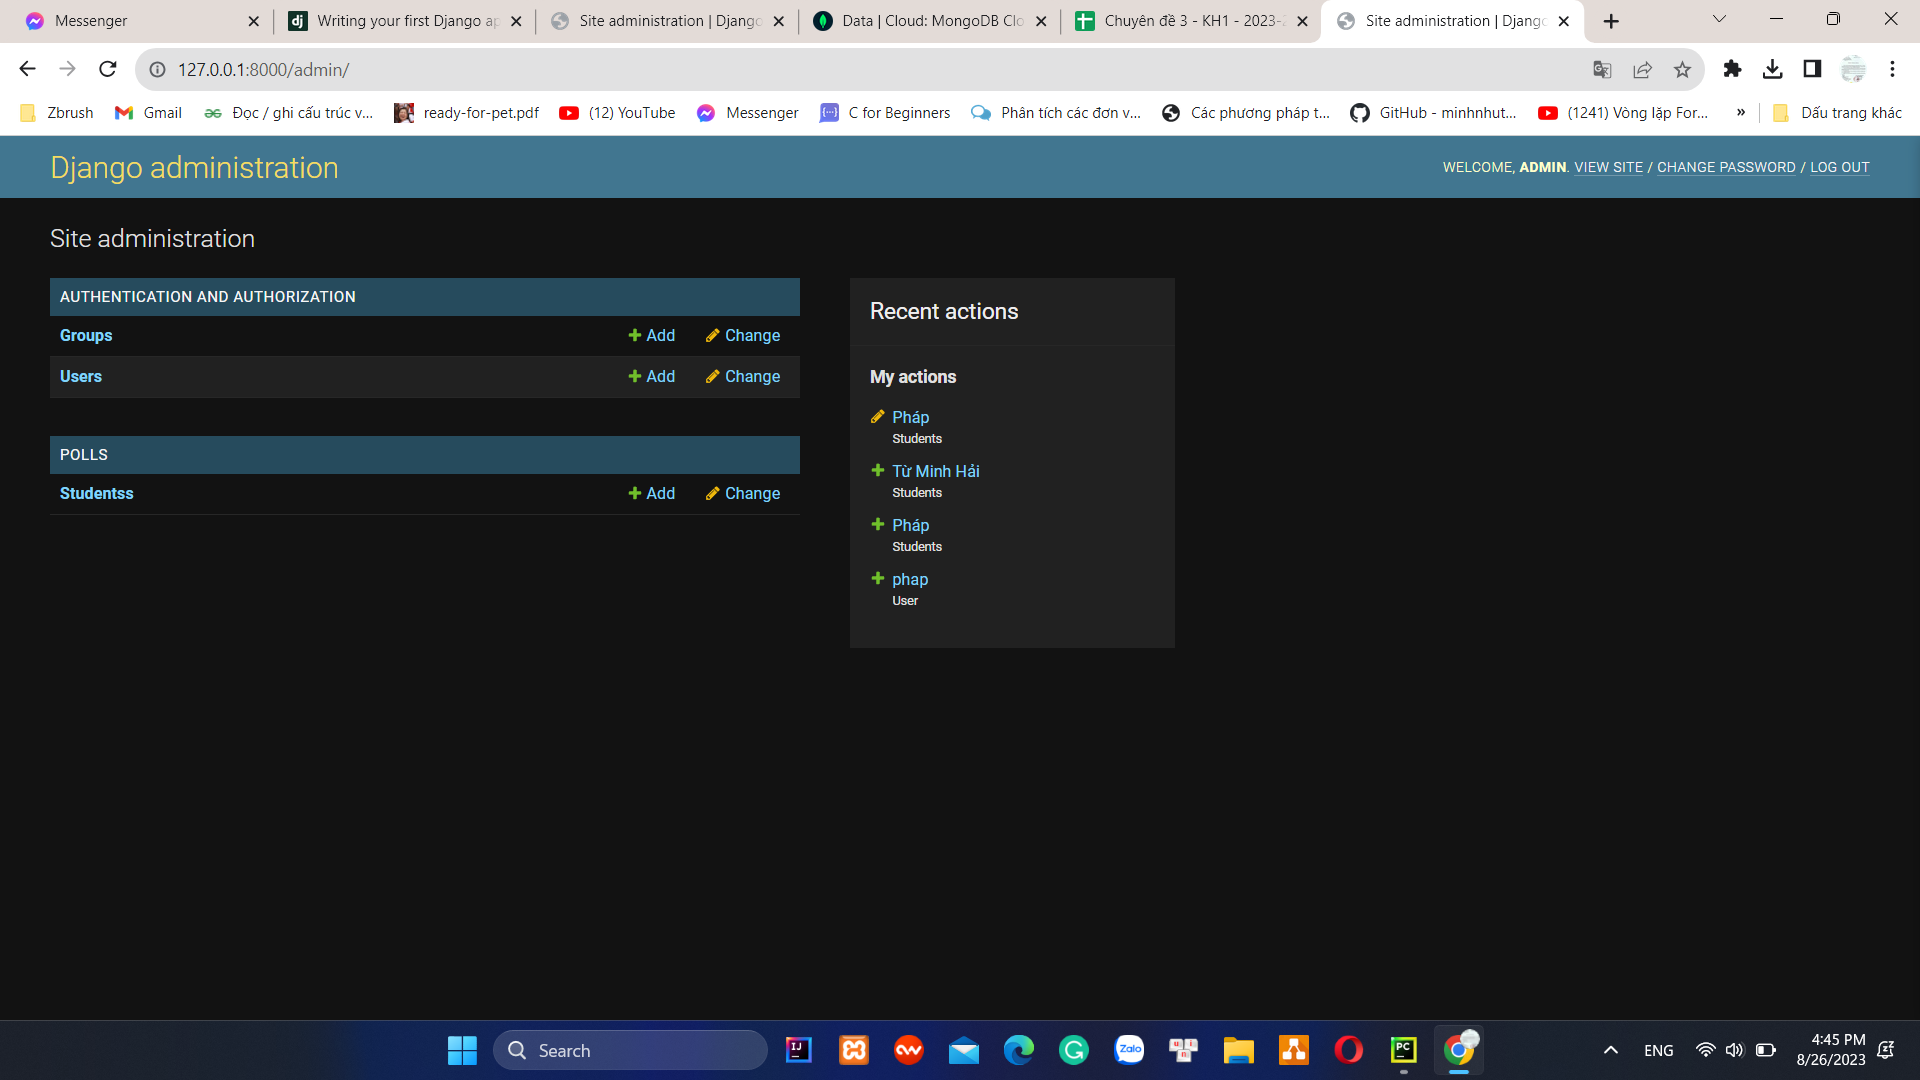 Messenger
Writing your first Django ap
Site administration | Django
Data | Cloud: MongoDB Clo
Chuyên đề 3 - KH1 - 2023-2
Site administration | Django
127.0.0.1:8000/admin/
Zbrush
Gmail
Đọc / ghi cấu trúc v...
ready-for-pet.pdf
(12) YouTube
Messenger
C for Beginners
Phân tích các đơn v...
Các phương pháp t...
GitHub - minhnhut...
(1241) Vòng lặp For...
»
Dấu trang khác
Django administration
WELCOME, ADMIN. VIEW SITE / CHANGE PASSWORD / LOG OUT
Site administration
AUTHENTICATION AND AUTHORIZATION
Groups Add Change
Users Add Change
POLLS
Studentss Add Change
Recent actions
My actions
Pháp
Students
Từ Minh Hải
Students
Pháp
Students
phap
User
Search
IJ
Zalo
PC
ENG
4:45 PM
8/26/2023